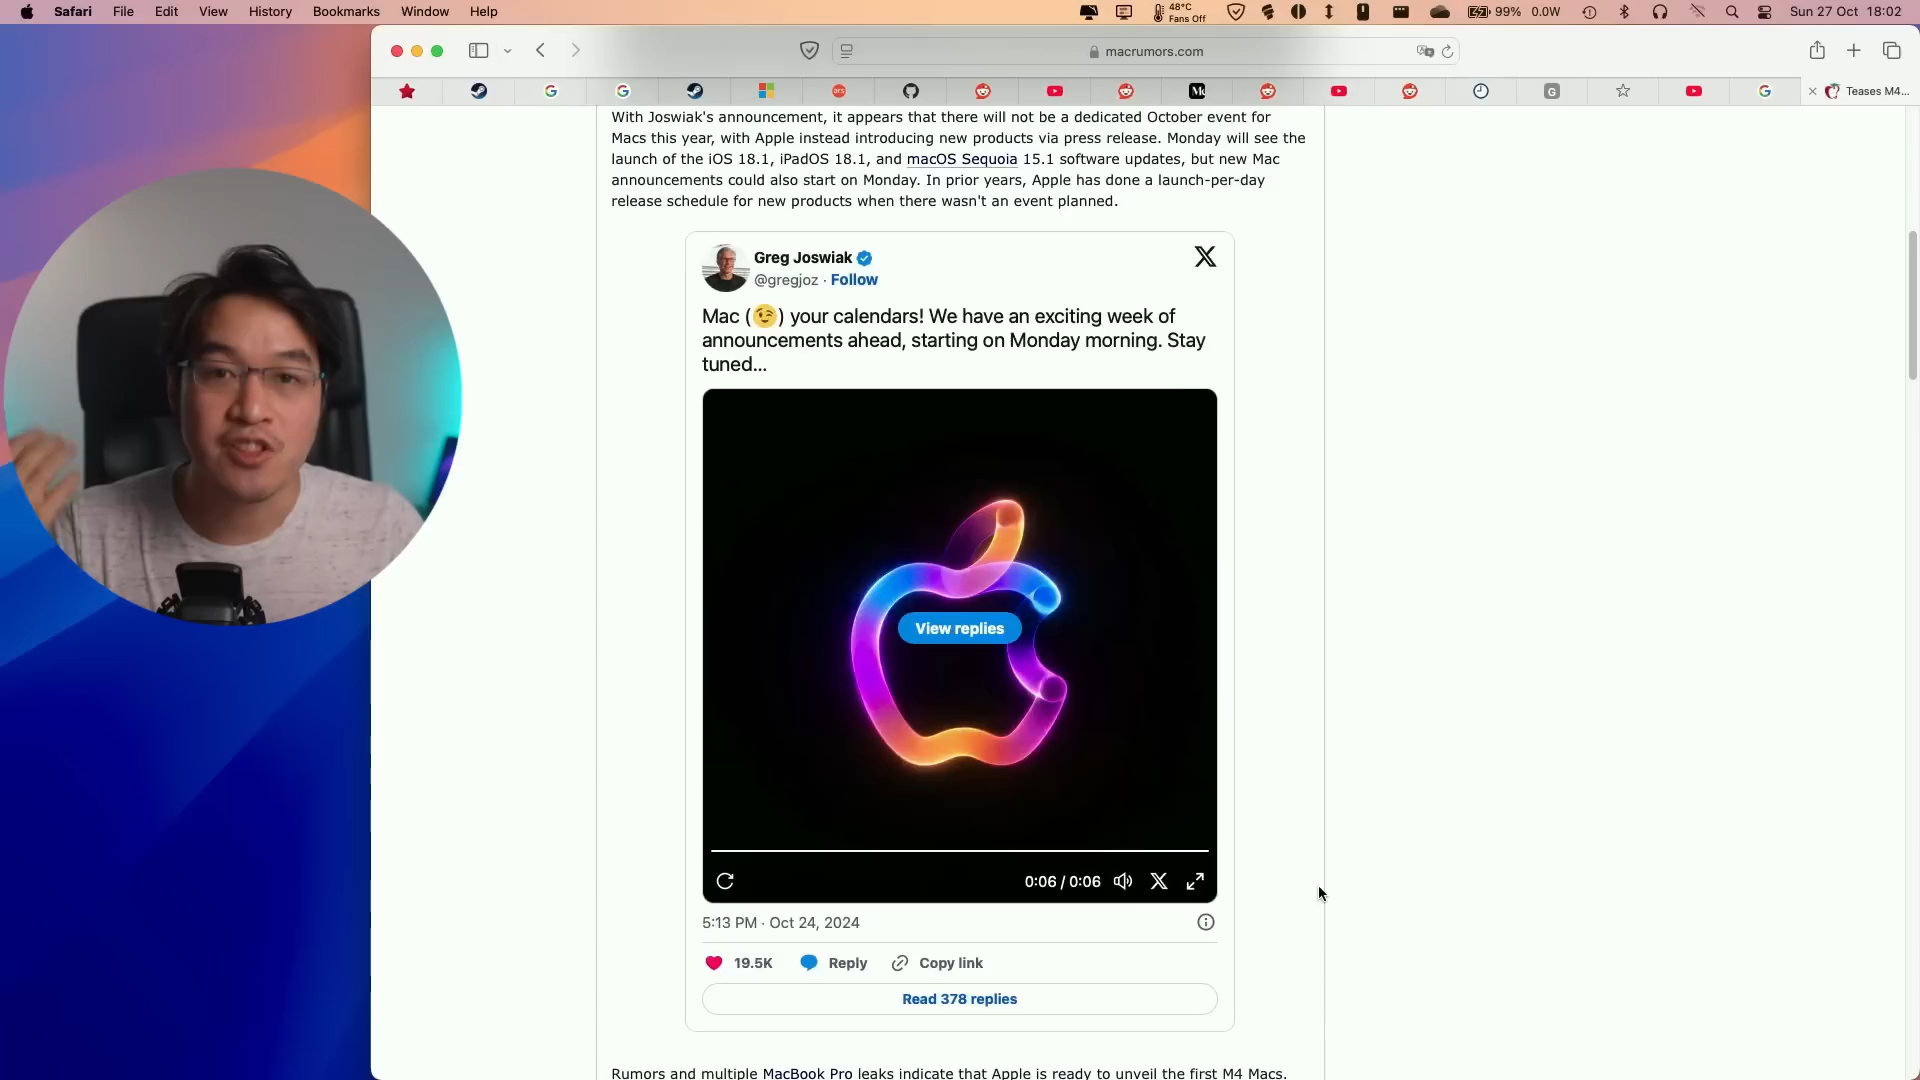 Safari File Edit View History Bookmarks Window Help 48°C Fans Off 99% 0.0W Sun 27 Oct 18:02
macrumors.com
ars M G Teases M4...
With Joswiak's announcement, it appears that there will not be a dedicated October event for
Macs this year, with Apple instead introducing new products via press release. Monday will see the
launch of the iOS 18.1, iPadOS 18.1, and macOS Sequoia 15.1 software updates, but new Mac
announcements could also start on Monday. In prior years, Apple has done a launch-per-day
release schedule for new products when there wasn't an event planned.
Greg Joswiak
@gregjoz · Follow
Mac (😉) your calendars! We have an exciting week of
announcements ahead, starting on Monday morning. Stay
tuned...
View replies
0:06 / 0:06
5:13 PM · Oct 24, 2024
19.5K Reply Copy link
Read 378 replies
Rumors and multiple MacBook Pro leaks indicate that Apple is ready to unveil the first M4 Macs.